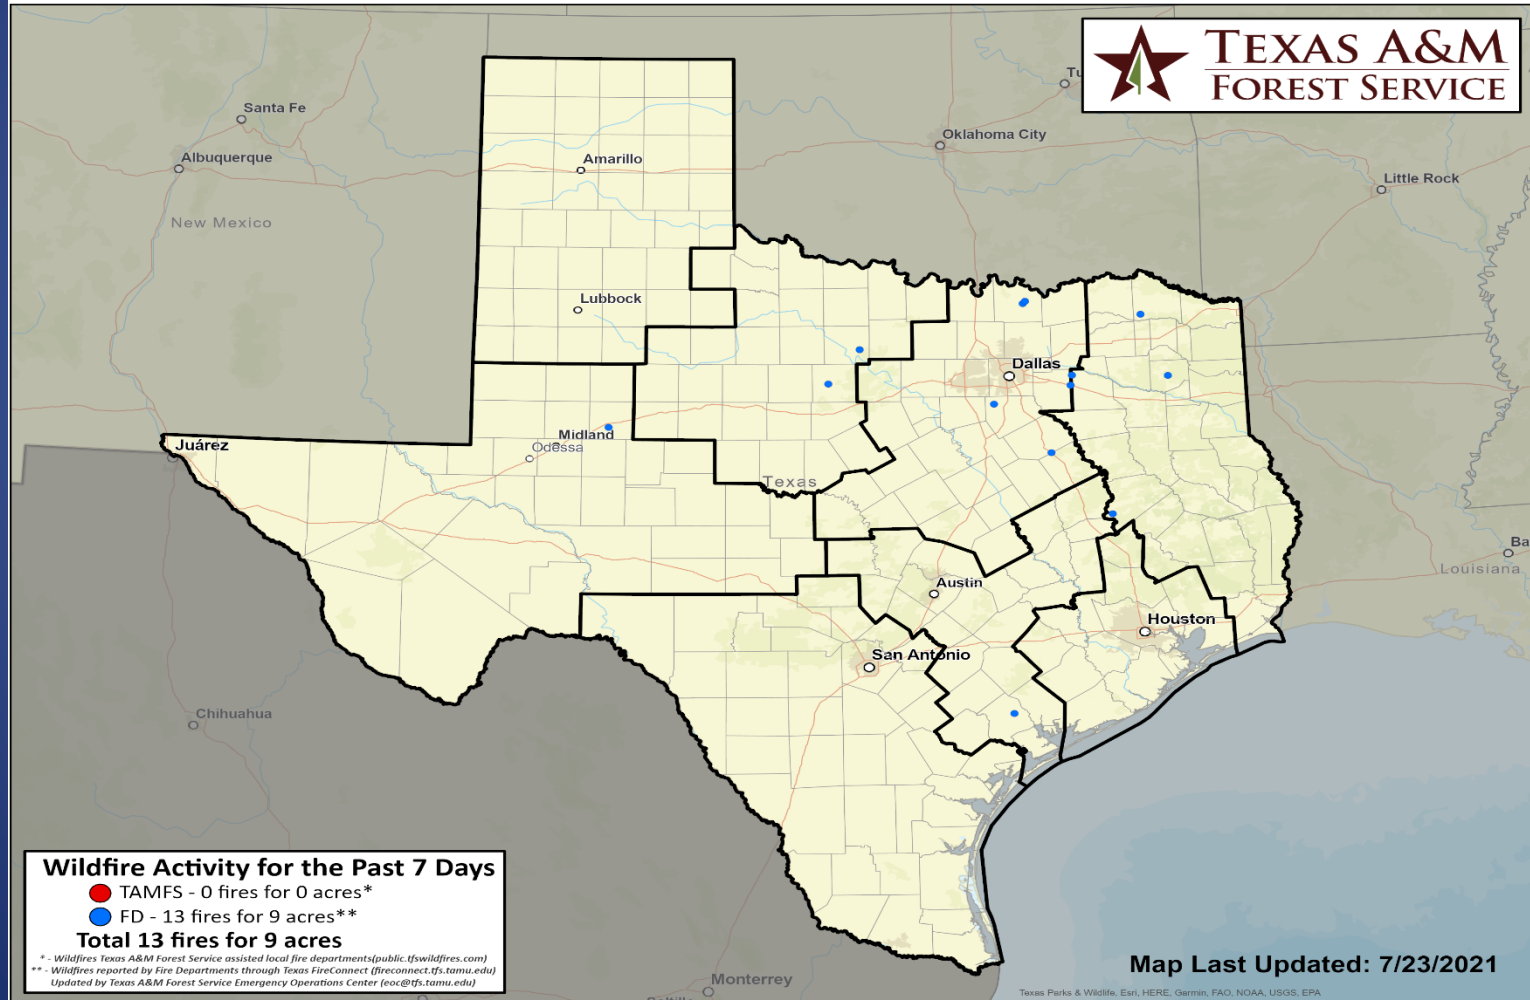 TEXAS A&M
FOREST SERVICE
Tu
Santa Fe
Oklahoma City
Albuquerque
Amarillo
Little Rock
New Mexico
Lubbock
Dallas
Juárez
Midland
Odessa
Texas
Ba
Louisiana
Austin
Houston
San Antonio
Chihuahua
Wildfire Activity for the Past 7 Days
TAMFS - 0 fires for 0 acres*
FD - 13 fires for 9 acres**
Total 13 fires for 9 acres
* - Wildfires Texas A&M Forest Service assisted local fire departments(public.tfswildfires.com)
** - Wildfires reported by Fire Departments through Texas FireConnect (fireconnect.tfs.tamu.edu)
Updated by Texas A&M Forest Service Emergency Operations Center (eoc@tfs.tamu.edu)
Map Last Updated: 7/23/2021
Monterrey
Texas Parks & Wildlife, Esri, HERE, Garmin, FAO, NOAA, USGS, EPA